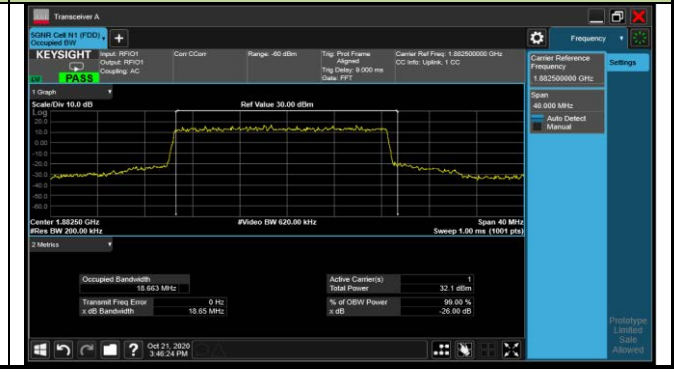 Transceiver A
5GNR Cell N1 (FDD)
Occupied BW
Frequency
KEYSIGHT
PASS
Input: RFIO1
Output: RFIO1
Coupling: AC
Corr CCorr
Range: -60 dBm
Trig: Prot Frame
Aligned
Trig Delay: 9.000 ms
Gate: FFT
Carrier Ref Freq: 1.882500000 GHz
CC Info: Uplink, 1 CC
Carrier Reference
Frequency
1.882500000 GHz
Settings
Span
40.000 MHz
Auto Detect
Manual
1 Graph
Scale/Div 10.0 dB
Ref Value 30.00 dBm
Log
20.0
10.0
0.00
-10.0
-20.0
-30.0
-40.0
-50.0
-60.0
Center 1.88250 GHz
#Video BW 620.00 kHz
Span 40 MHz
#Res BW 200.00 kHz
Sweep 1.00 ms (1001 pts)
2 Metrics
Occupied Bandwidth
18.663 MHz
Active Carrier(s) 1
Total Power 32.1 dBm
Transmit Freq Error 0 Hz
x dB Bandwidth 18.65 MHz
% of OBW Power 99.00 %
x dB -26.00 dB
Oct 21, 2020
3:46:24 PM
Prototype
Limited
Sale
Allowed